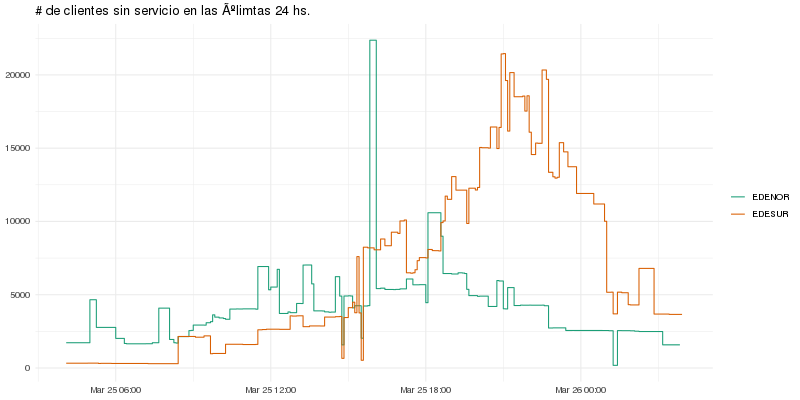 # de clientes sin servicio en las Ãºlimtas 24 hs.
20000
15000
10000
5000
0
Mar 25 06:00
Mar 25 12:00
Mar 25 18:00
Mar 26 00:00
EDENOR
EDESUR